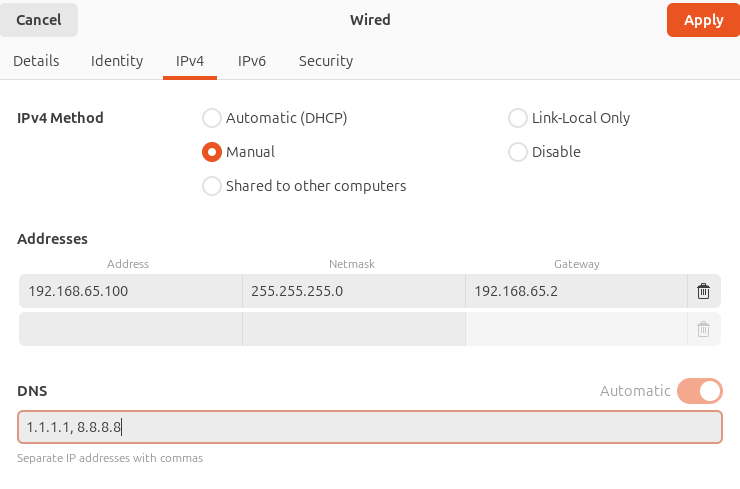 Cancel Wired Apply
Details Identity IPv4 IPv6 Security
IPv4 Method Automatic (DHCP) Link-Local Only
Manual Disable
Shared to other computers
Addresses
Address Netmask Gateway
192.168.65.100 255.255.255.0 192.168.65.2
DNS Automatic
1.1.1.1, 8.8.8.8
Separate IP addresses with commas